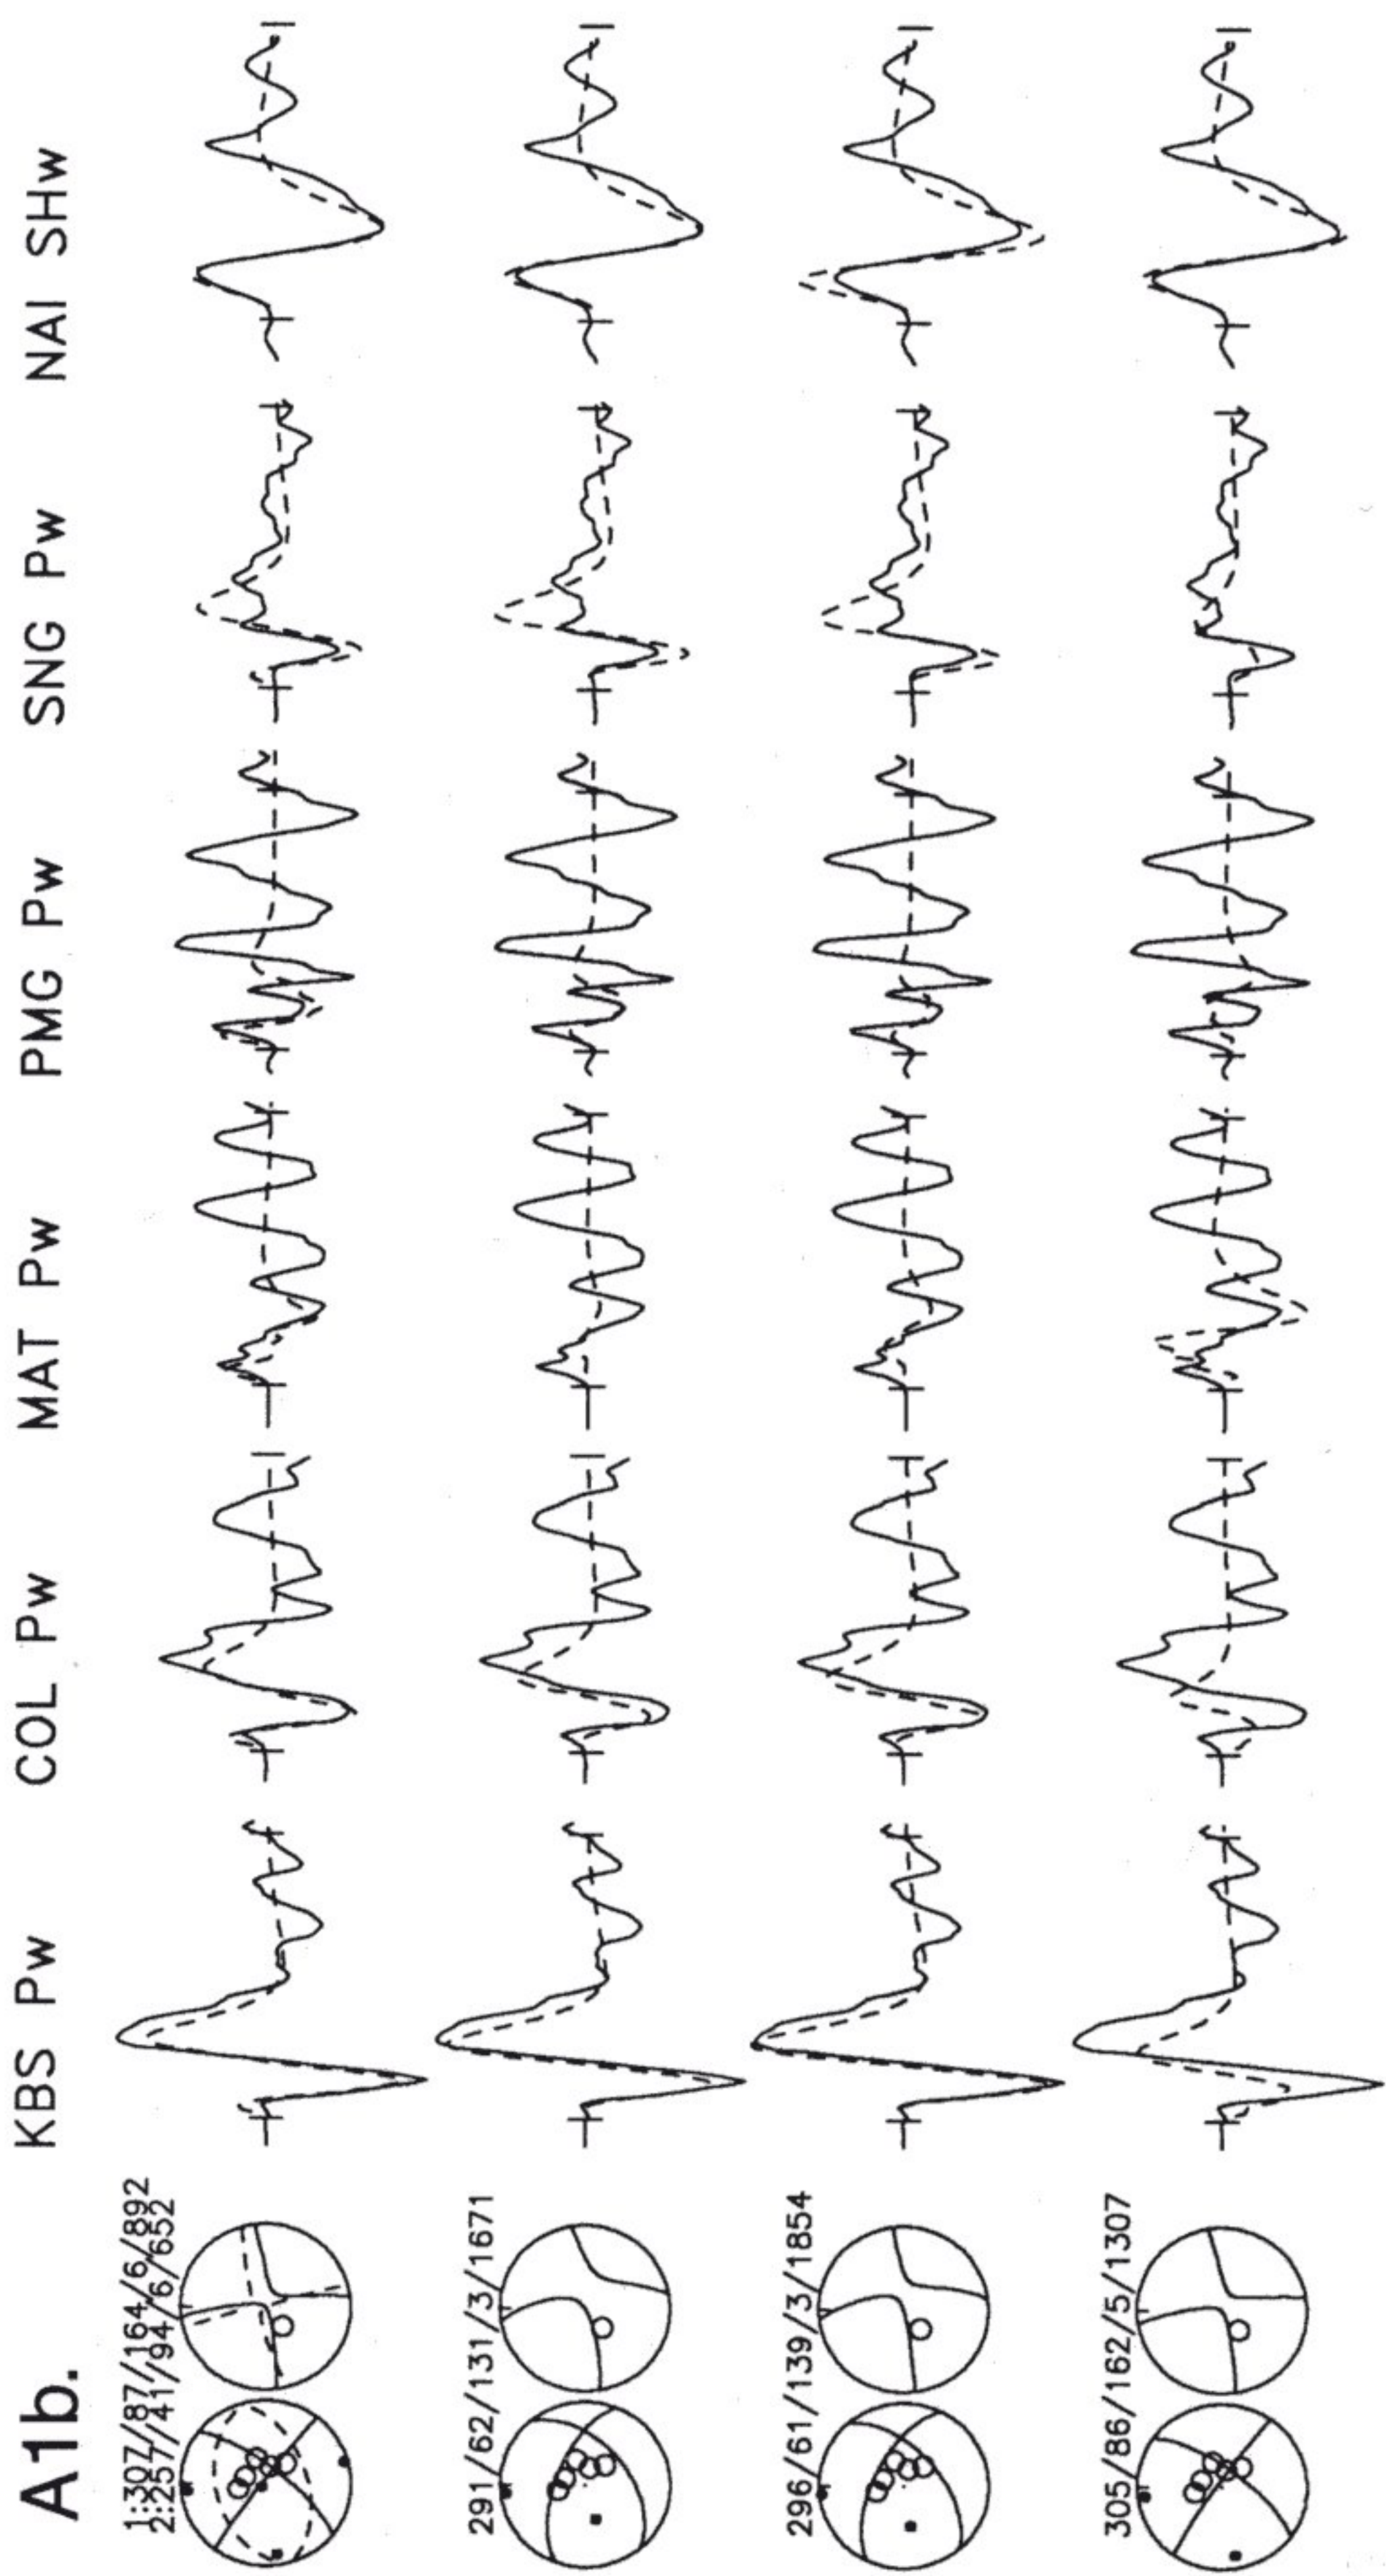 A1b.
KBS Pw
COL Pw
MAT Pw
PMG Pw
SNG Pw
NAI SHw
1:307/87/164/6/892
2:257/41/94/6/652
291/62/131/3/1671
296/61/139/3/1854
305/86/162/5/1307